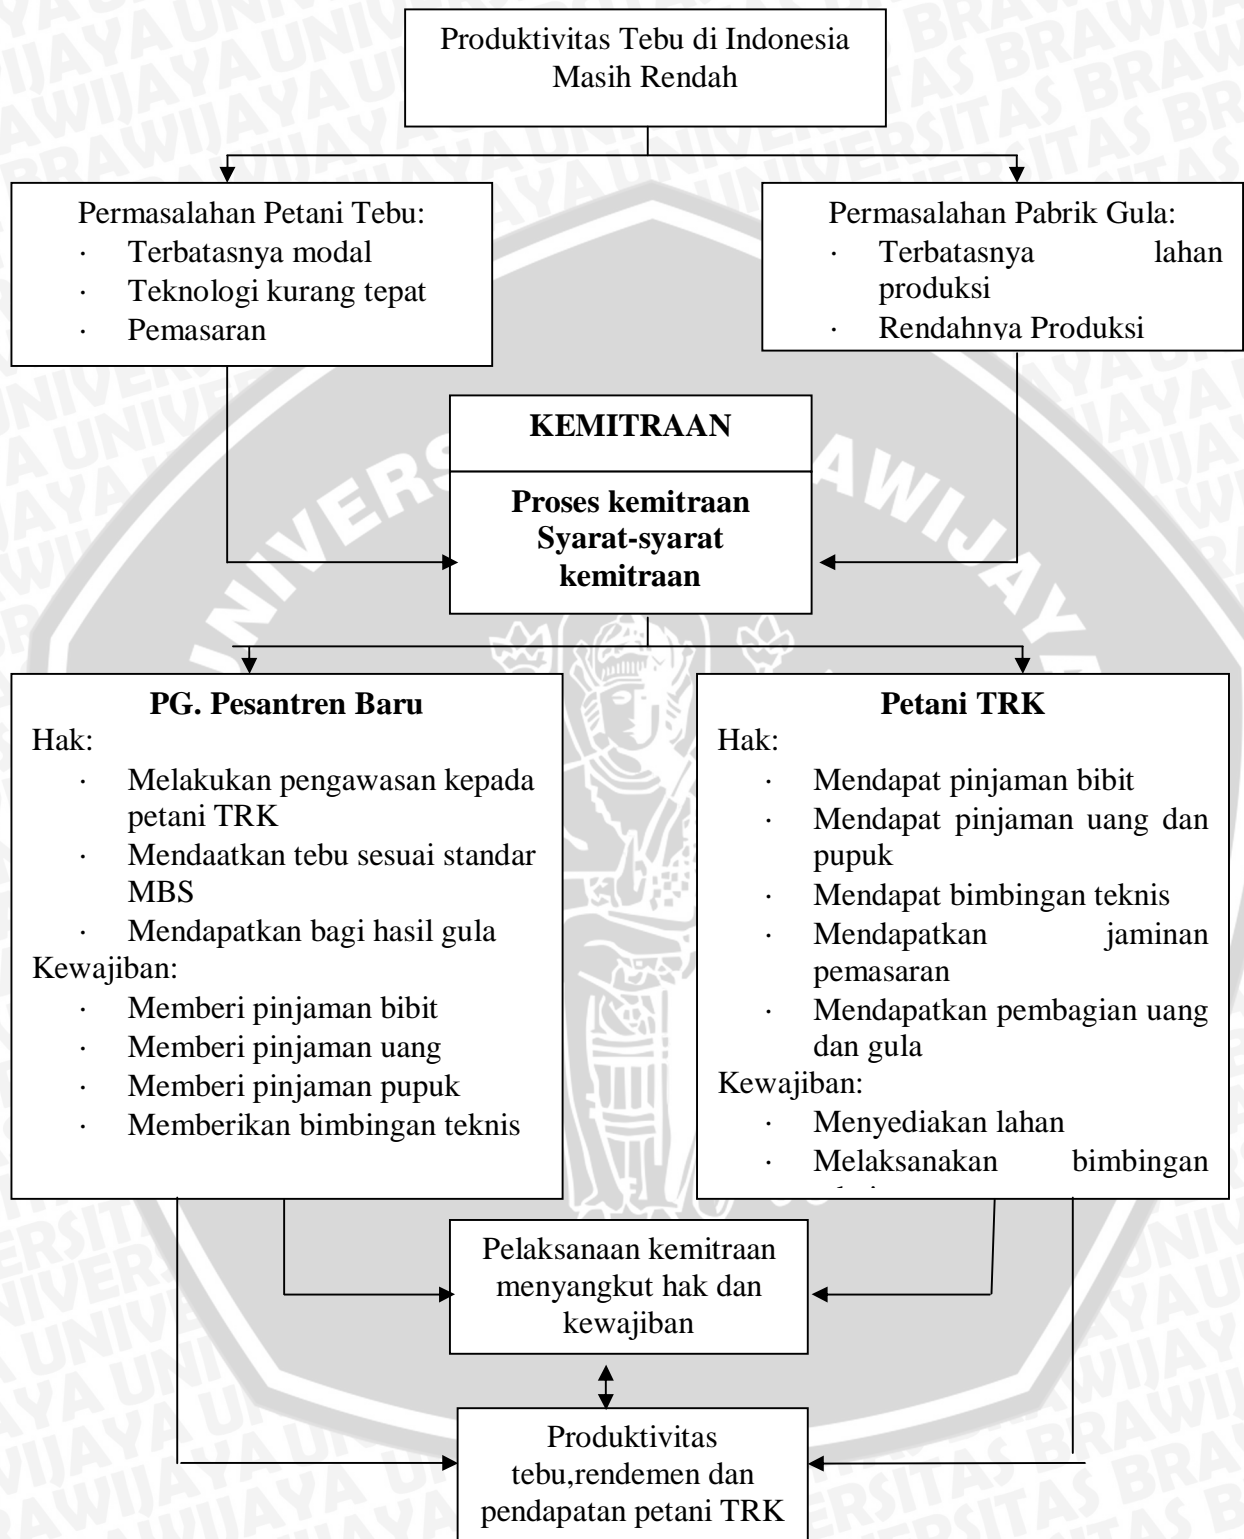 Produktivitas Tebu di Indonesia
Masih Rendah
Permasalahan Petani Tebu:
· Terbatasnya modal
· Teknologi kurang tepat
· Pemasaran
Permasalahan Pabrik Gula:
· Terbatasnya lahan
produksi
· Rendahnya Produksi
KEMITRAAN
Proses kemitraan
Syarat-syarat
kemitraan
PG. Pesantren Baru
Hak:
· Melakukan pengawasan kepada
petani TRK
· Mendaatkan tebu sesuai standar
MBS
· Mendapatkan bagi hasil gula
Kewajiban:
· Memberi pinjaman bibit
· Memberi pinjaman uang
· Memberi pinjaman pupuk
· Memberikan bimbingan teknis
Petani TRK
Hak:
· Mendapat pinjaman bibit
· Mendapat pinjaman uang dan
pupuk
· Mendapat bimbingan teknis
· Mendapatkan jaminan
pemasaran
· Mendapatkan pembagian uang
dan gula
Kewajiban:
· Menyediakan lahan
· Melaksanakan bimbingan
Pelaksanaan kemitraan
menyangkut hak dan
kewajiban
Produktivitas
tebu,rendemen dan
pendapatan petani TRK